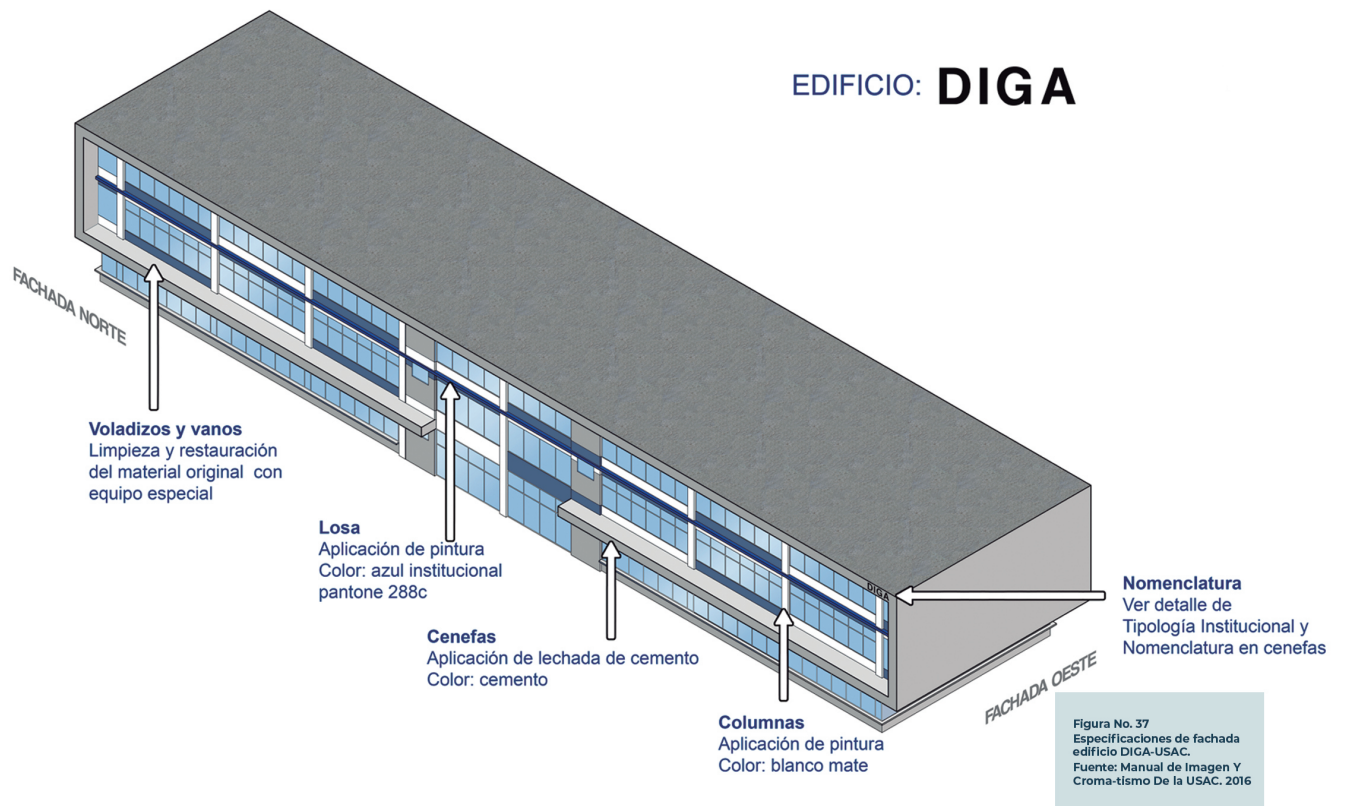 EDIFICIO: DIGA
FACHADA NORTE
Voladizos y vanos
Limpieza y restauración
del material original con
equipo especial
Losa
Aplicación de pintura
Color: azul institucional
pantone 288c
Cenefas
Aplicación de lechada de cemento
Color: cemento
Columnas
Aplicación de pintura
Color: blanco mate
DIGA
Nomenclatura
Ver detalle de
Tipología Institucional y
Nomenclatura en cenefas
FACHADA OESTE
Figura No. 37
Especificaciones de fachada
edificio DIGA-USAC.
Fuente: Manual de Imagen Y
Croma-tismo De la USAC. 2016